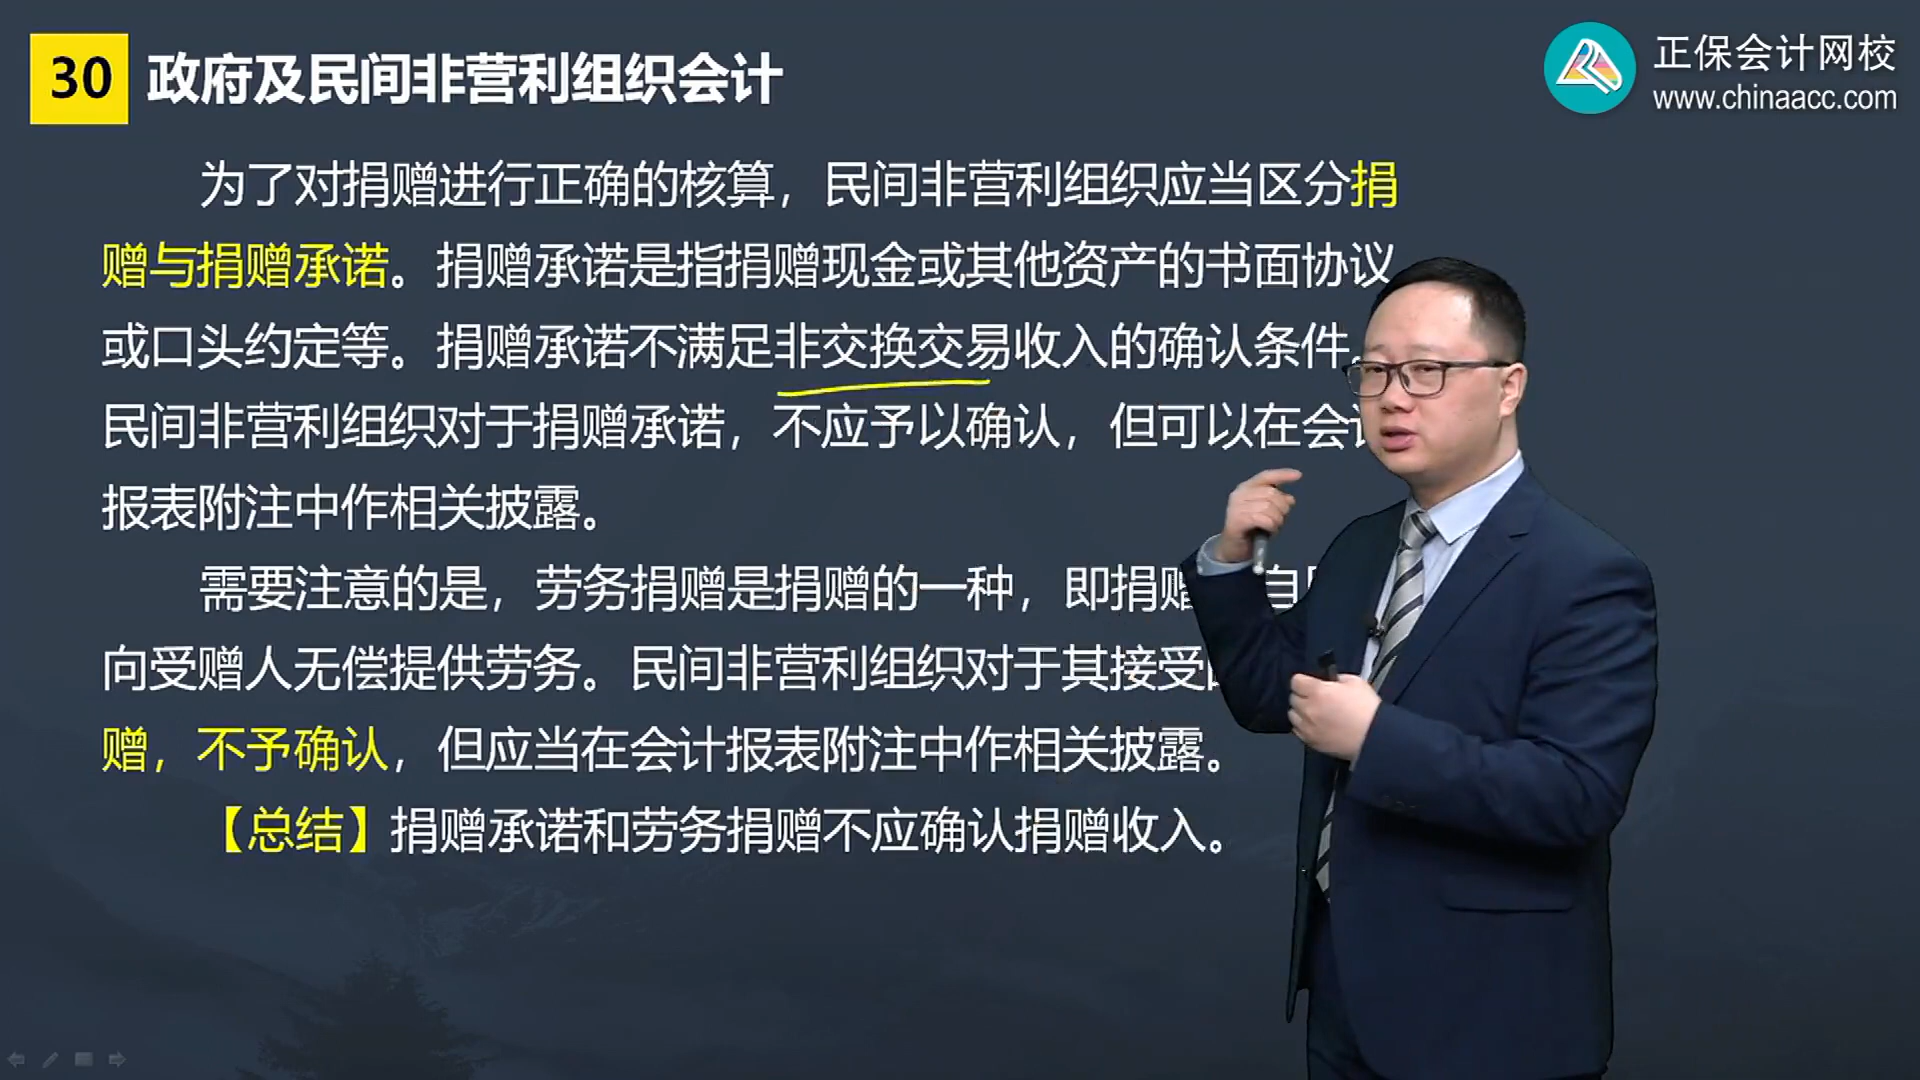 30 政府及民间非营利组织会计
正保会计网校
www.chinaacc.com
为了对捐赠进行正确的核算，民间非营利组织应当区分捐
赠与捐赠承诺。捐赠承诺是指捐赠现金或其他资产的书面协议
或口头约定等。捐赠承诺不满足非交换交易收入的确认条件。
民间非营利组织对于捐赠承诺，不应予以确认，但可以在会计
报表附注中作相关披露。
需要注意的是，劳务捐赠是捐赠的一种，即捐赠 自
向受赠人无偿提供劳务。民间非营利组织对于其接受
赠，不予确认，但应当在会计报表附注中作相关披露。
【总结】捐赠承诺和劳务捐赠不应确认捐赠收入。